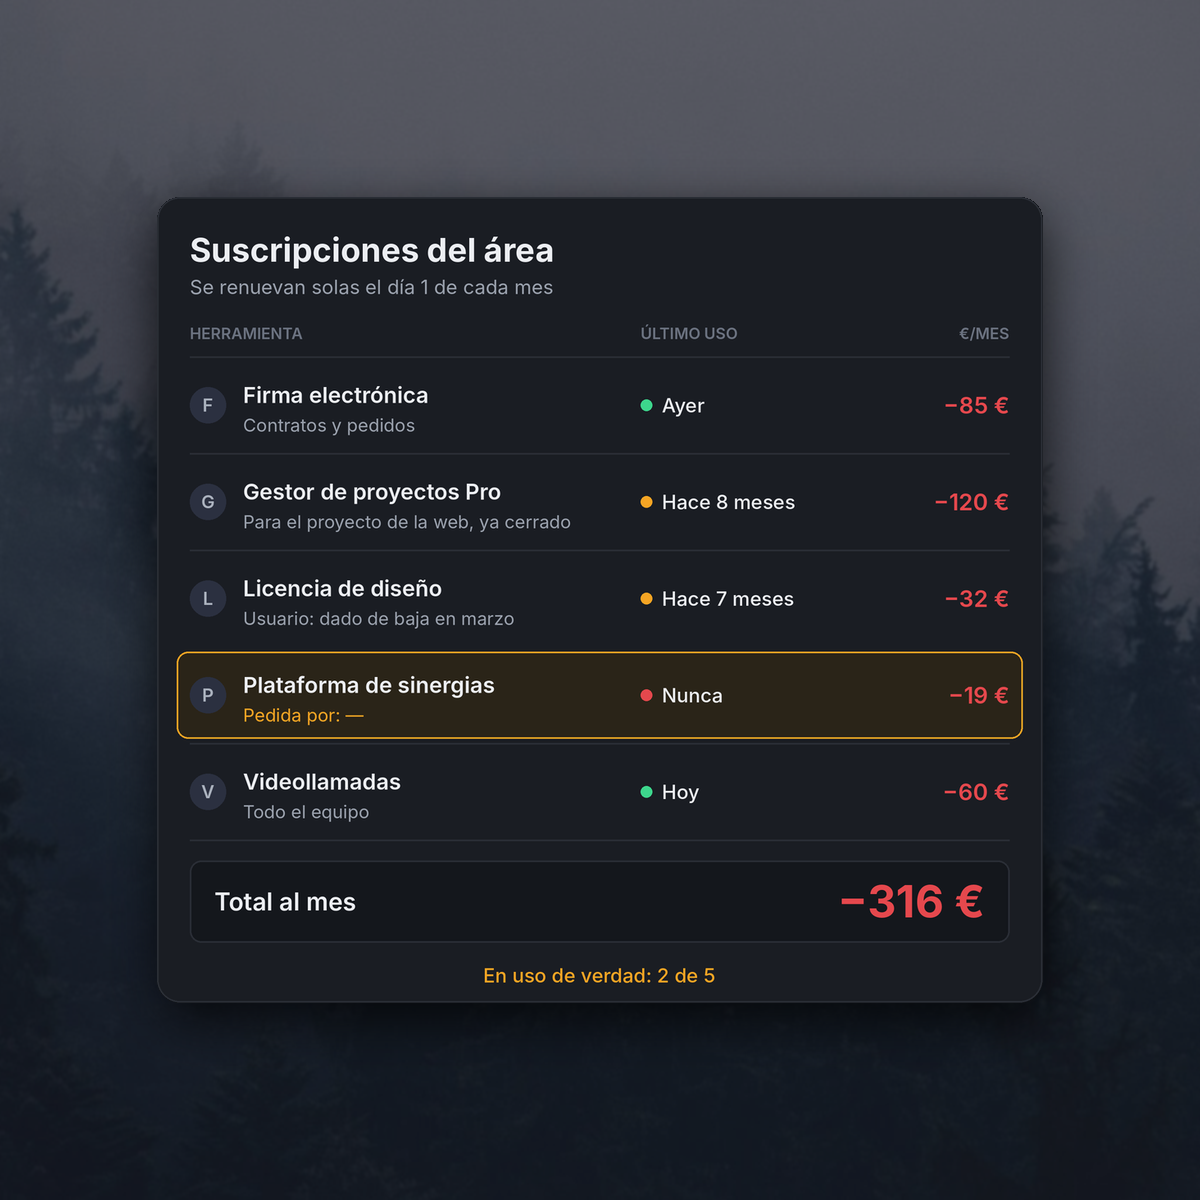 Suscripciones del área
Se renuevan solas el día 1 de cada mes
HERRAMIENTA ÚLTIMO USO €/MES
F Firma electrónica Ayer −85 €
Contratos y pedidos
G Gestor de proyectos Pro Hace 8 meses −120 €
Para el proyecto de la web, ya cerrado
L Licencia de diseño Hace 7 meses −32 €
Usuario: dado de baja en marzo
P Plataforma de sinergias Nunca −19 €
Pedida por: —
V Videollamadas Hoy −60 €
Todo el equipo
Total al mes −316 €
En uso de verdad: 2 de 5